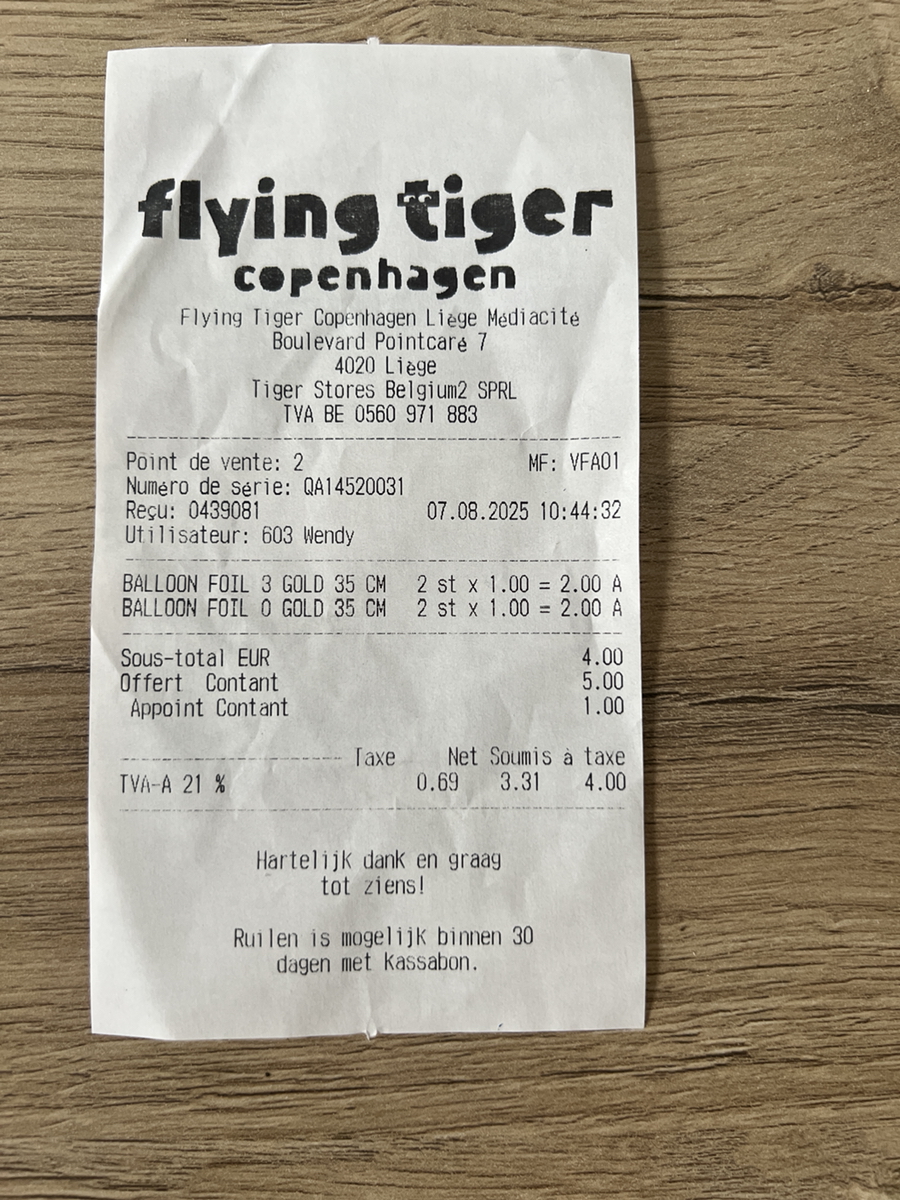 flying tiger
copenhagen
Flying Tiger Copenhagen Liège Médiacité
Boulevard Pointcaré 7
4020 Liège
Tiger Stores Belgium2 SPRL
TVA BE 0560 971 883
Point de vente: 2 MF: VFA01
Numéro de série: QA14520031
Reçu: 0439081 07.08.2025 10:44:32
Utilisateur: 603 Wendy
BALLOON FOIL 3 GOLD 35 CM 2 st x 1.00 = 2.00 A
BALLOON FOIL 0 GOLD 35 CM 2 st x 1.00 = 2.00 A
Sous-total EUR 4.00
Offert Contant 5.00
Appoint Contant 1.00
Taxe Net Soumis à taxe
TVA-A 21 % 0.69 3.31 4.00
Hartelijk dank en graag
tot ziens!
Ruilen is mogelijk binnen 30
dagen met Kassabon.